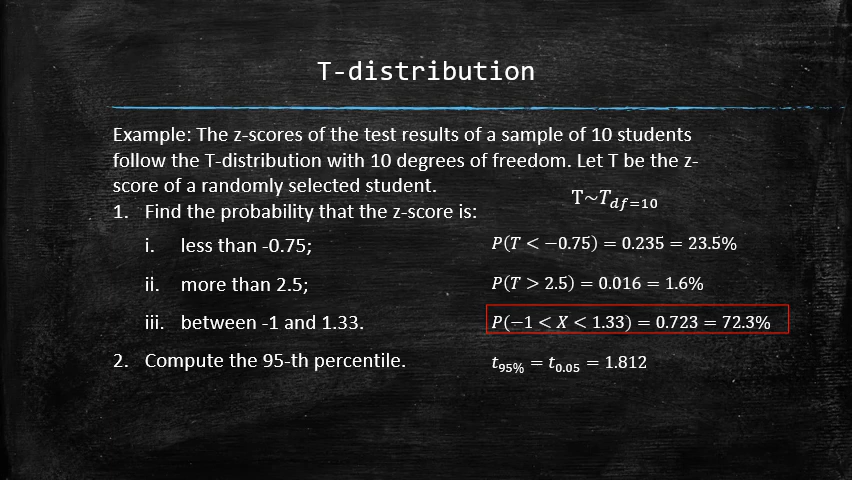 T-distribution
Example: The z-scores of the test results of a sample of 10 students
follow the T-distribution with 10 degrees of freedom. Let T be the z-
score of a randomly selected student.
T~T_{df=10}
1. Find the probability that the z-score is:
i. less than -0.75; P(T < −0.75) = 0.235 = 23.5%
ii. more than 2.5; P(T > 2.5) = 0.016 = 1.6%
iii. between -1 and 1.33. P(−1 < X < 1.33) = 0.723 = 72.3%
2. Compute the 95-th percentile. t_{95%} = t_{0.05} = 1.812